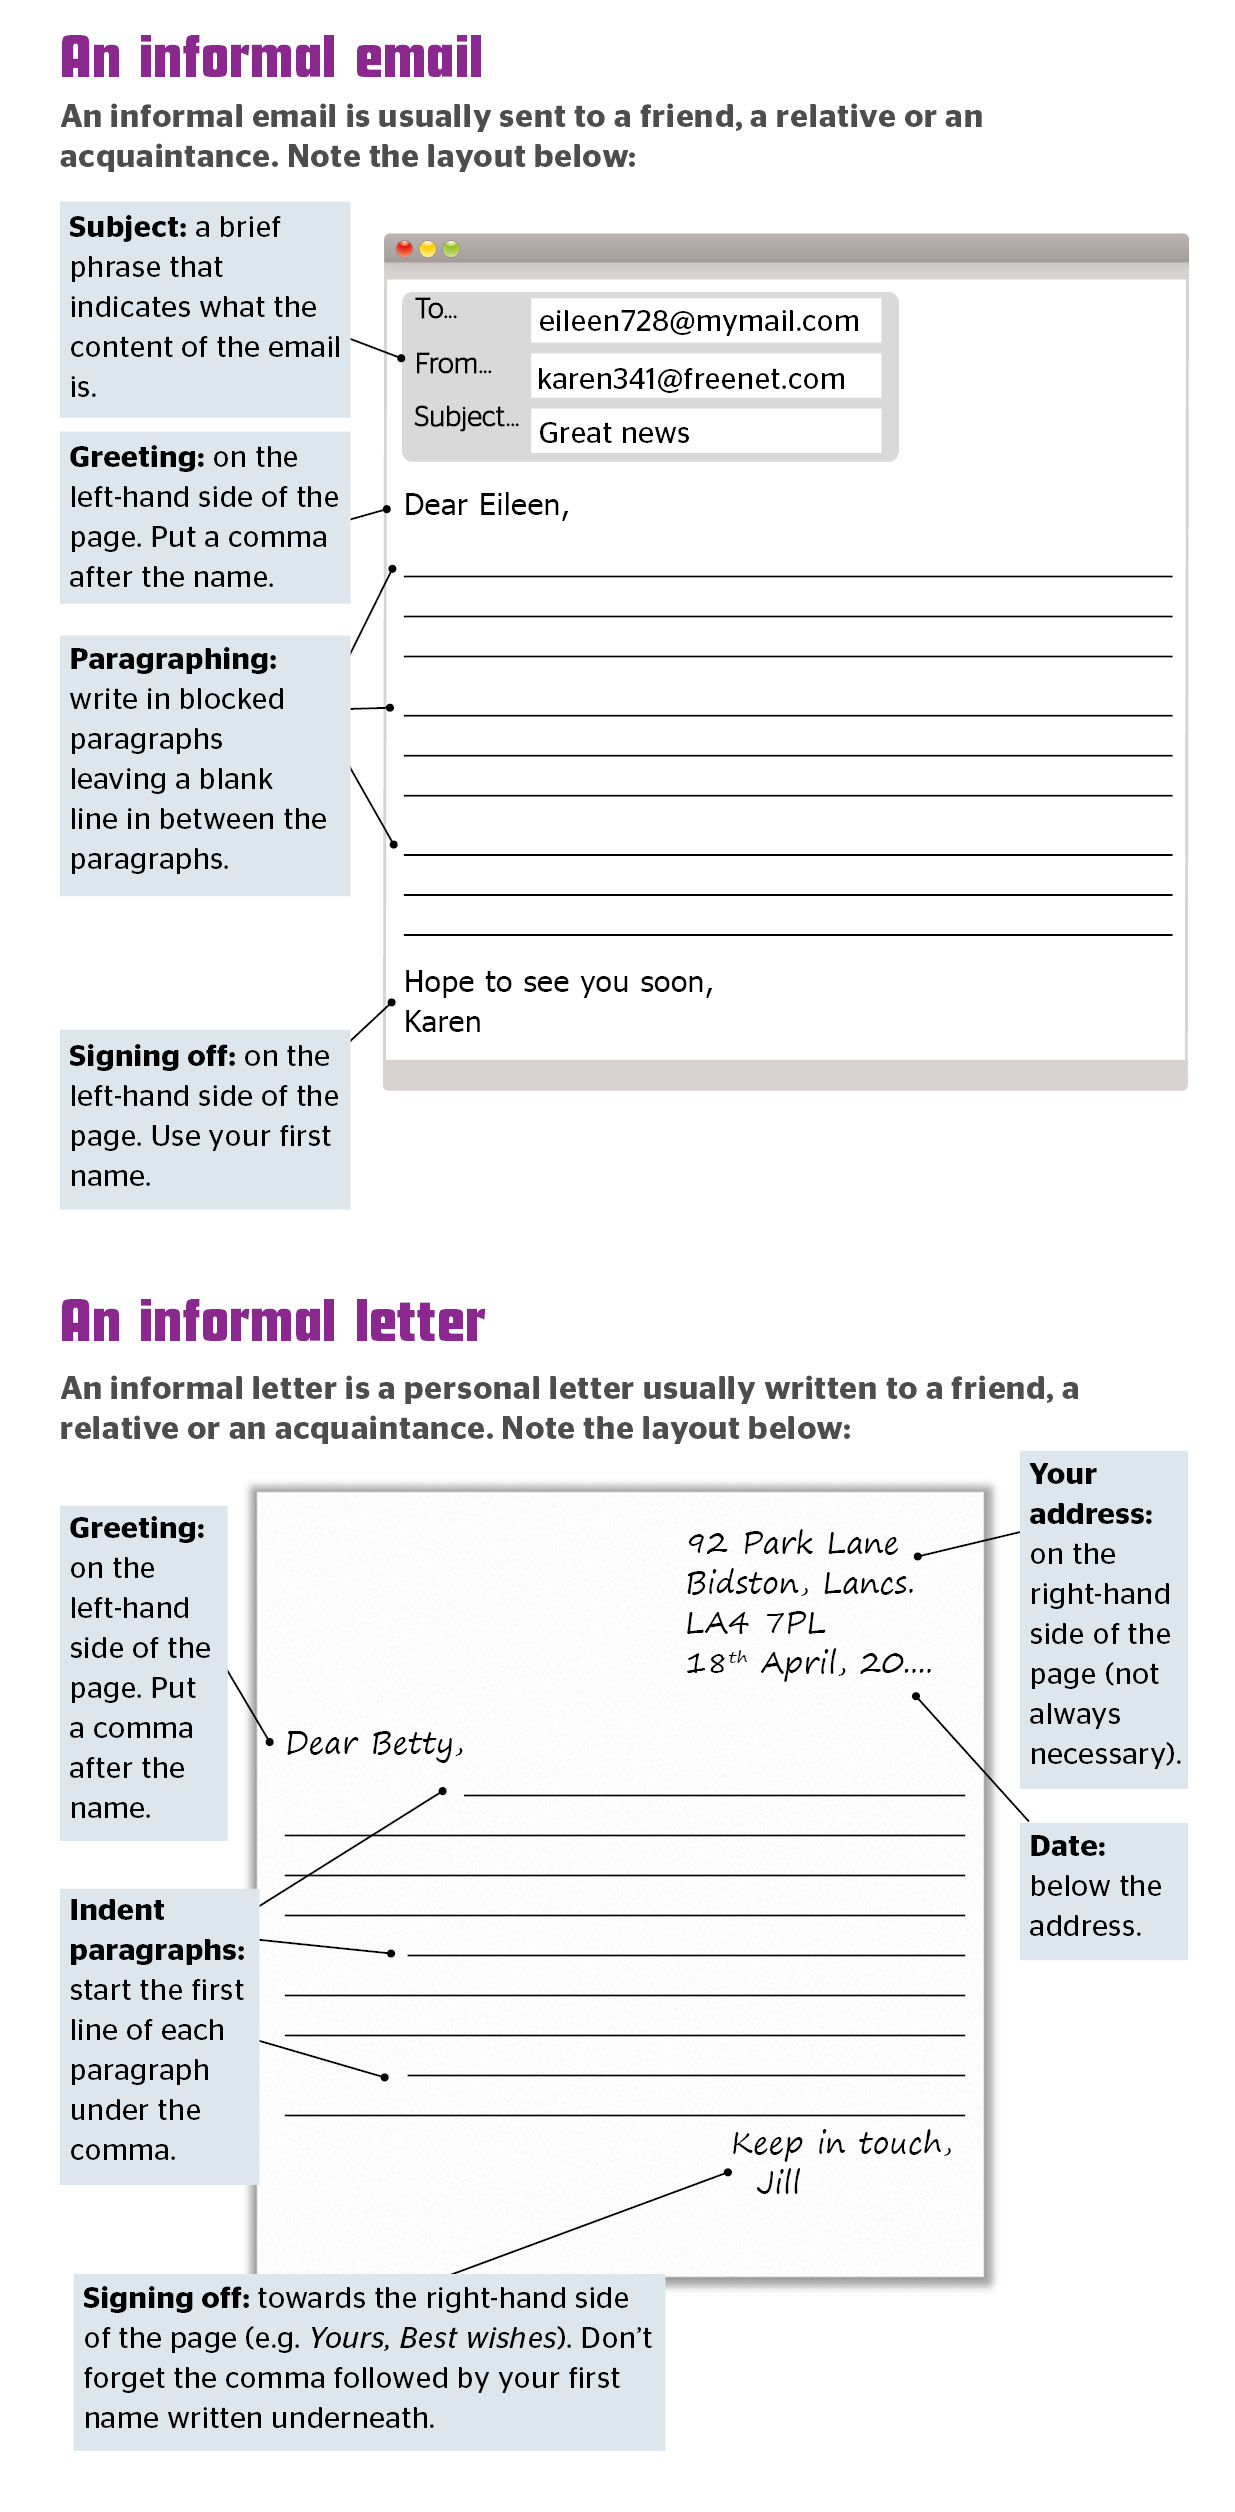 An informal email
An informal email is usually sent to a friend, a relative or an
acquaintance. Note the layout below:
Subject: a brief
phrase that
indicates what the
content of the email
is.
To...
eileen728@mymail.com
From...
karen341@freenet.com
Subject...
Great news
Greeting: on the
left-hand side of the
page. Put a comma
after the name.
Dear Eileen,
Paragraphing:
write in blocked
paragraphs
leaving a blank
line in between the
paragraphs.
Hope to see you soon,
Karen
Signing off: on the
left-hand side of the
page. Use your first
name.
An informal letter
An informal letter is a personal letter usually written to a friend, a
relative or an acquaintance. Note the layout below:
Your
address:
on the
right-hand
side of the
page (not
always
necessary).
Greeting:
on the
left-hand
side of the
page. Put
a comma
after the
name.
92 Park Lane
Bidston, Lancs.
LA4 7PL
18th April, 20....
Dear Betty,
Date:
below the
address.
Indent
paragraphs:
start the first
line of each
paragraph
under the
comma.
Keep in touch,
Jill
Signing off: towards the right-hand side
of the page (e.g. Yours, Best wishes). Don't
forget the comma followed by your first
name written underneath.